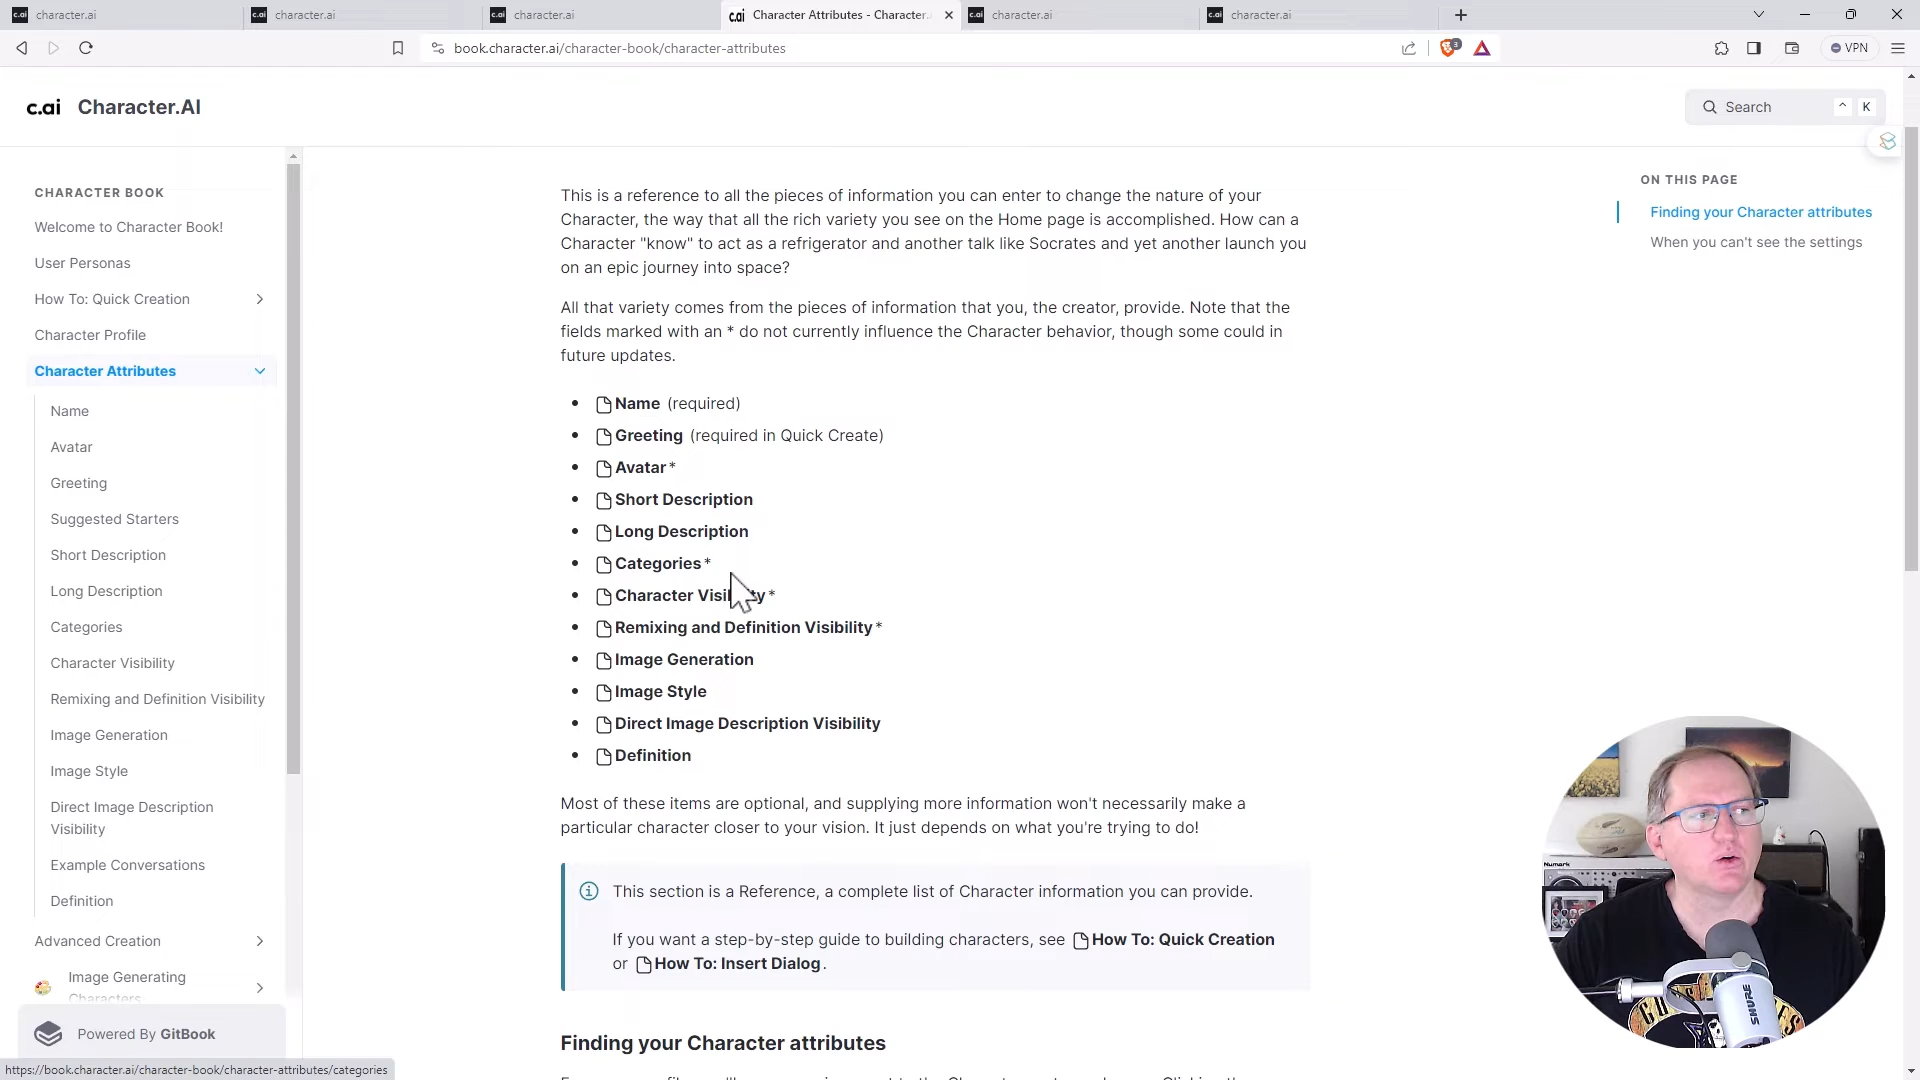 c.ai character.ai
c.ai character.ai
c.ai character.ai
c.ai Character Attributes - Character.
c.ai character.ai
c.ai character.ai
book.character.ai/character-book/character-attributes
3
VPN
c.ai Character.AI
Search ^ K
CHARACTER BOOK
Welcome to Character Book!
User Personas
How To: Quick Creation
Character Profile
Character Attributes
Name
Avatar
Greeting
Suggested Starters
Short Description
Long Description
Categories
Character Visibility
Remixing and Definition Visibility
Image Generation
Image Style
Direct Image Description
Visibility
Example Conversations
Definition
Advanced Creation
Image Generating
Characters
Powered By GitBook
https://book.character.ai/character-book/character-attributes/categories
This is a reference to all the pieces of information you can enter to change the nature of your
Character, the way that all the rich variety you see on the Home page is accomplished. How can a
Character "know" to act as a refrigerator and another talk like Socrates and yet another launch you
on an epic journey into space?
All that variety comes from the pieces of information that you, the creator, provide. Note that the
fields marked with an * do not currently influence the Character behavior, though some could in
future updates.
• Name (required)
• Greeting (required in Quick Create)
• Avatar*
• Short Description
• Long Description
• Categories*
• Character Visibility*
• Remixing and Definition Visibility*
• Image Generation
• Image Style
• Direct Image Description Visibility
• Definition
Most of these items are optional, and supplying more information won't necessarily make a
particular character closer to your vision. It just depends on what you're trying to do!
This section is a Reference, a complete list of Character information you can provide.
If you want a step-by-step guide to building characters, see How To: Quick Creation
or How To: Insert Dialog.
Finding your Character attributes
ON THIS PAGE
Finding your Character attributes
When you can't see the settings
Numark
SHURE